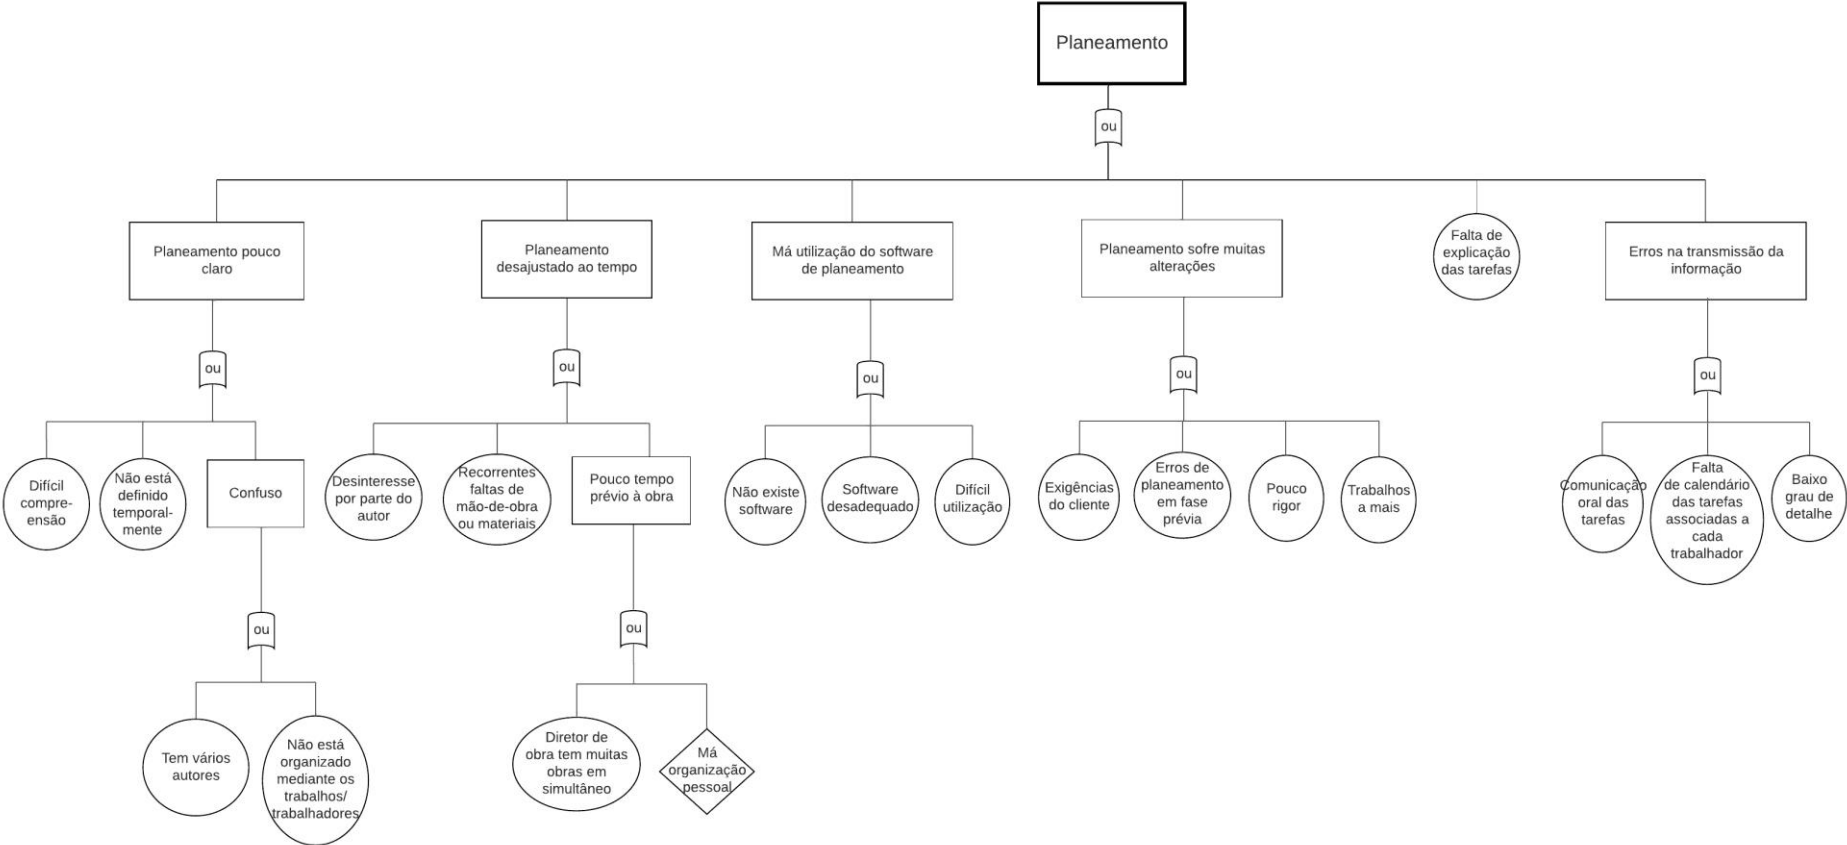 Planeamento
ou
Planeamento pouco
claro
Planeamento
desajustado ao tempo
Má utilização do software
de planeamento
Planeamento sofre muitas
alterações
Falta de
explicação
das tarefas
Erros na transmissão da
informação
ou
ou
ou
ou
ou
Difícil
compre-
ensão
Não está
definido
temporal-
mente
Confuso
Desinteresse
por parte do
autor
Recorrentes
faltas de
mão-de-obra
ou materiais
Pouco tempo
prévio à obra
Não existe
software
Software
desadequado
Difícil
utilização
Exigências
do cliente
Erros de
planeamento
em fase
prévia
Pouco
rigor
Trabalhos
a mais
Comunicação
oral das
tarefas
Falta
de calendário
das tarefas
associadas a
cada
trabalhador
Baixo
grau de
detalhe
ou
ou
Tem vários
autores
Não está
organizado
mediante os
trabalhos/
trabalhadores
Diretor de
obra tem muitas
obras em
simultâneo
Má
organização
pessoal